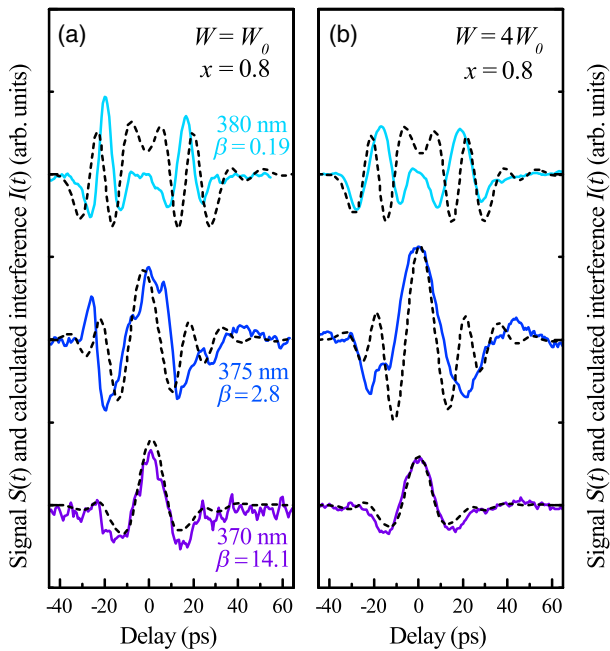 (a)
W = W0
x = 0.8
380 nm
β = 0.19
375 nm
β = 2.8
370 nm
β = 14.1
-40 -20 0 20 40 60
Delay (ps)
Signal S(t) and calculated interference I(t) (arb. units)
(b)
W = 4W0
x = 0.8
-40 -20 0 20 40 60
Delay (ps)
Signal S(t) and calculated interference I(t) (arb. units)